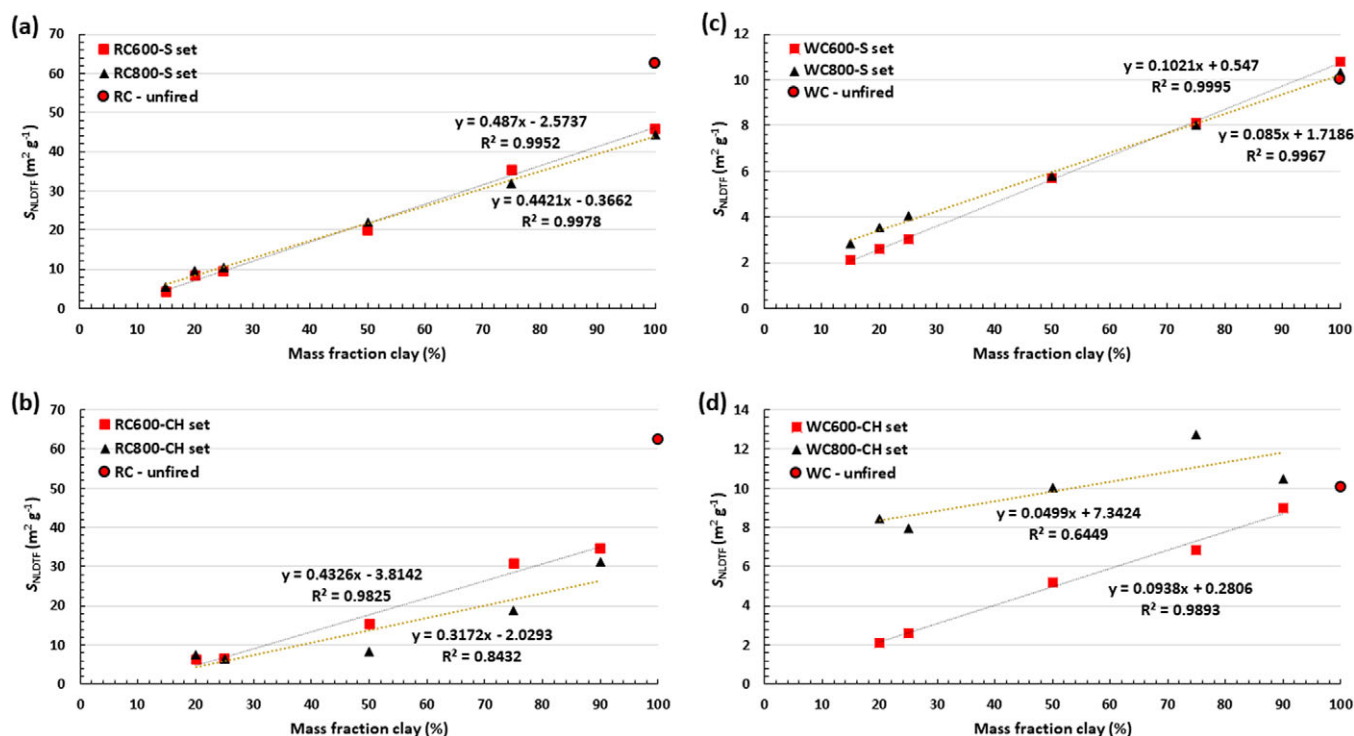 (a)
RC600-S set
RC800-S set
RC - unfired
y = 0.487x - 2.5737
R² = 0.9952
y = 0.4421x - 0.3662
R² = 0.9978
S_NLDTF (m² g⁻¹)
70
60
50
40
30
20
10
0
0 10 20 30 40 50 60 70 80 90 100
Mass fraction clay (%)
(c)
WC600-S set
WC800-S set
WC - unfired
y = 0.1021x + 0.547
R² = 0.9995
y = 0.085x + 1.7186
R² = 0.9967
S_NLDTF (m² g⁻¹)
12
10
8
6
4
2
0
0 10 20 30 40 50 60 70 80 90 100
Mass fraction clay (%)
(b)
RC600-CH set
RC800-CH set
RC - unfired
y = 0.4326x - 3.8142
R² = 0.9825
y = 0.3172x - 2.0293
R² = 0.8432
S_NLDTF (m² g⁻¹)
70
60
50
40
30
20
10
0
0 10 20 30 40 50 60 70 80 90 100
Mass fraction clay (%)
(d)
WC600-CH set
WC800-CH set
WC - unfired
y = 0.0499x + 7.3424
R² = 0.6449
y = 0.0938x + 0.2806
R² = 0.9893
S_NLDTF (m² g⁻¹)
14
12
10
8
6
4
2
0
0 10 20 30 40 50 60 70 80 90 100
Mass fraction clay (%)